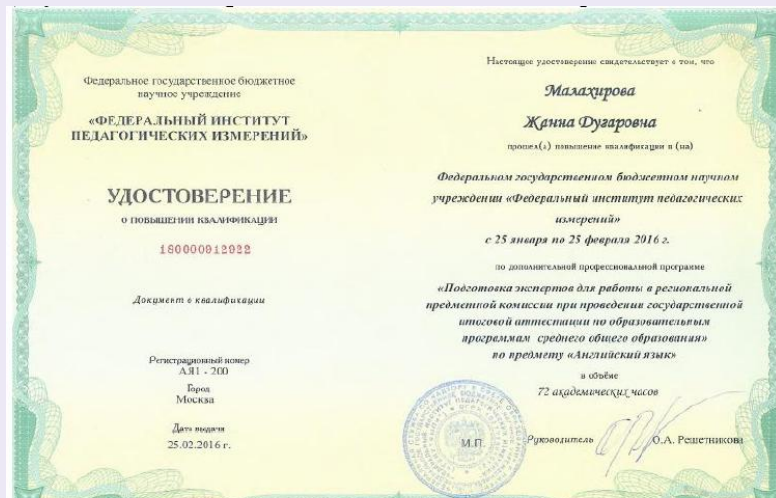 Федеральное государственное бюджетное
научное учреждение
«ФЕДЕРАЛЬНЫЙ ИНСТИТУТ
ПЕДАГОГИЧЕСКИХ ИЗМЕРЕНИЙ»
УДОСТОВЕРЕНИЕ
О ПОВЫШЕНИИ КВАЛИФИКАЦИИ
180000912922
Документ о квалификации
Регистрационный номер
АЯ1 - 200
Город
Москва
Дата выдачи
25.02.2016 г.
Настоящее удостоверение свидетельствует о том, что
Малахирова
Жанна Дугаровна
прошел(а) повышение квалификации в (на)
Федеральном государственном бюджетном научном
учреждении «Федеральный институт педагогических
измерений»
с 25 января по 25 февраля 2016 г.
по дополнительной профессиональной программе
«Подготовка экспертов для работы в региональной
предметной комиссии при проведении государственной
итоговой аттестации по образовательным
программам среднего общего образования»
по предмету «Английский язык»
в объёме
72 академических часов
М.П.
Руководитель
О.А. Решетникова